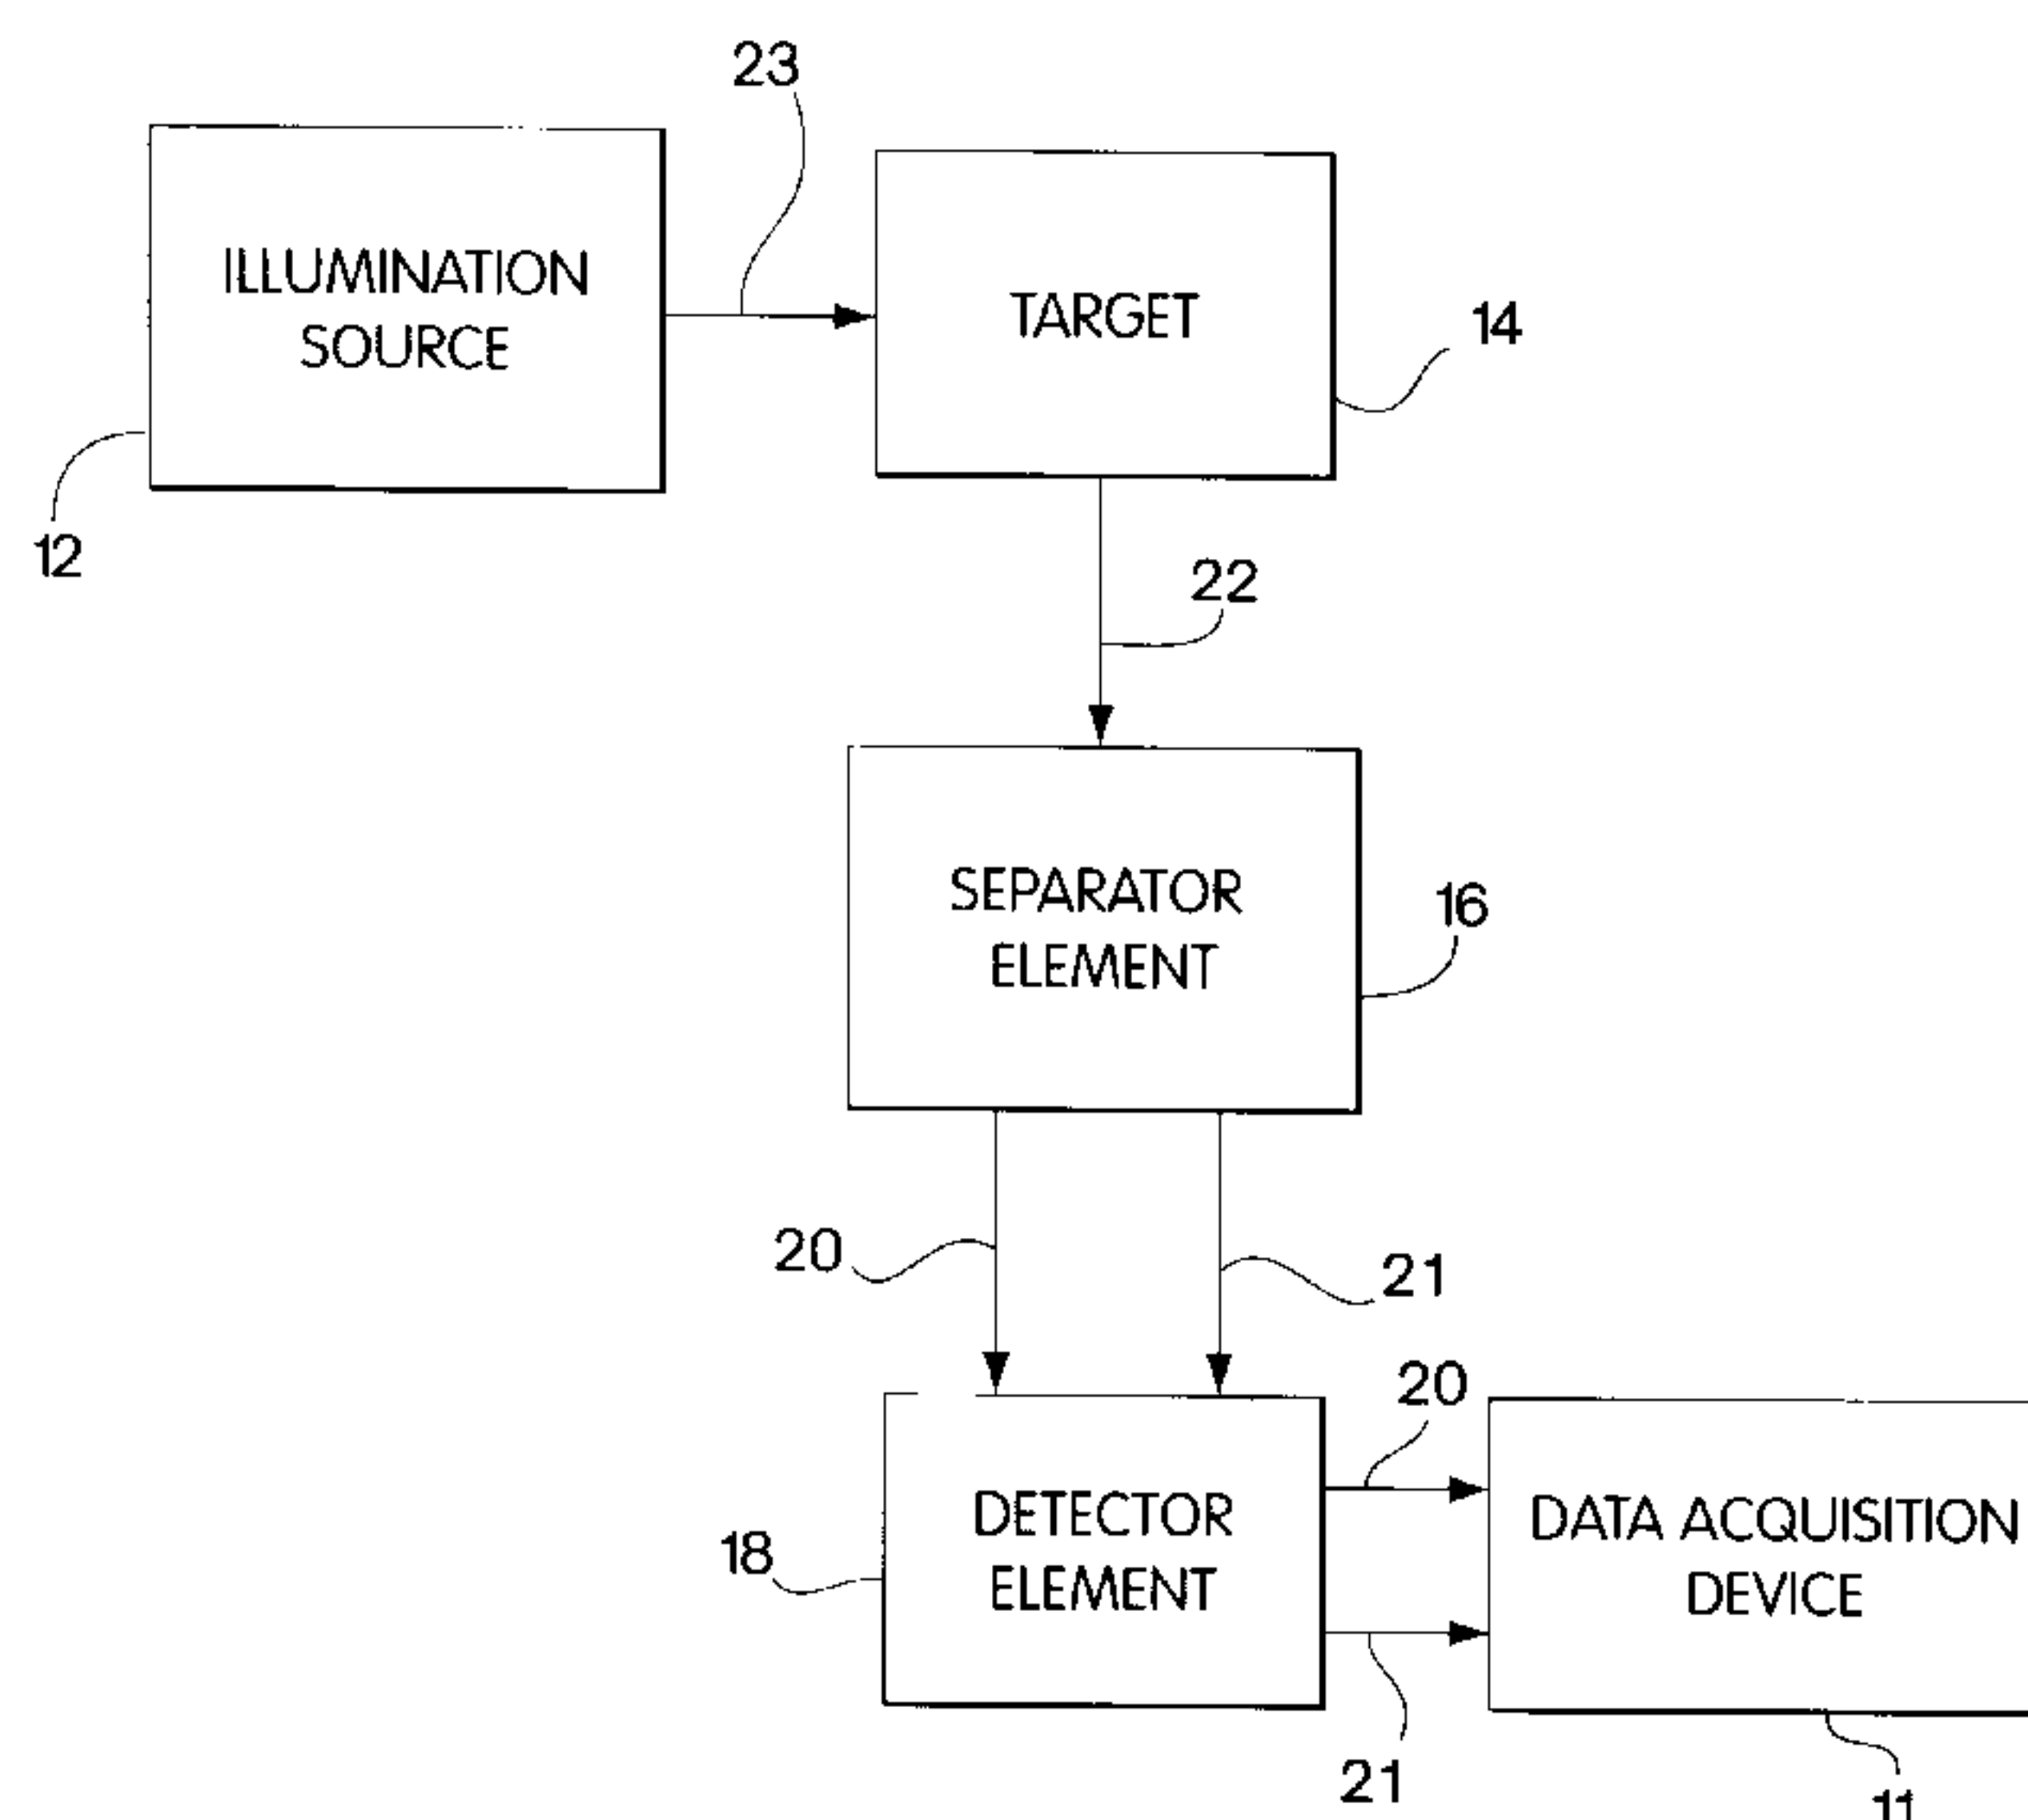 23
ILLUMINATION
SOURCE
TARGET
14
12
22
SEPARATOR
ELEMENT
16
20
21
20
DETECTOR
ELEMENT
DATA ACQUISITION
DEVICE
18
21
11